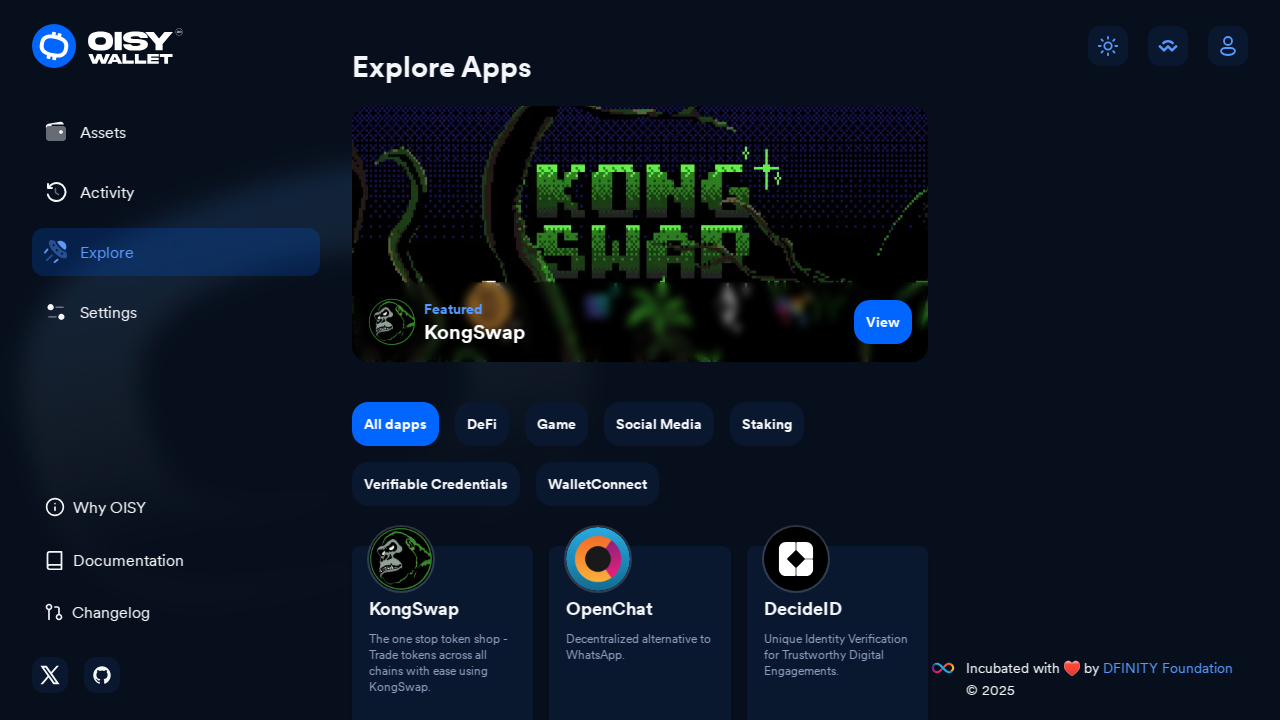 OISY
WALLET
Assets
Activity
Explore
Settings
Why OISY
Documentation
Changelog
Explore Apps
KONG
SWAP
Featured
KongSwap
View
All dapps
DeFi
Game
Social Media
Staking
Verifiable Credentials
WalletConnect
KongSwap
The one stop token shop -
Trade tokens across all
chains with ease using
KongSwap.
OpenChat
Decentralized alternative to
WhatsApp.
DecideID
Unique Identity Verification
for Trustworthy Digital
Engagements.
Incubated with ❤️ by DFINITY Foundation
© 2025